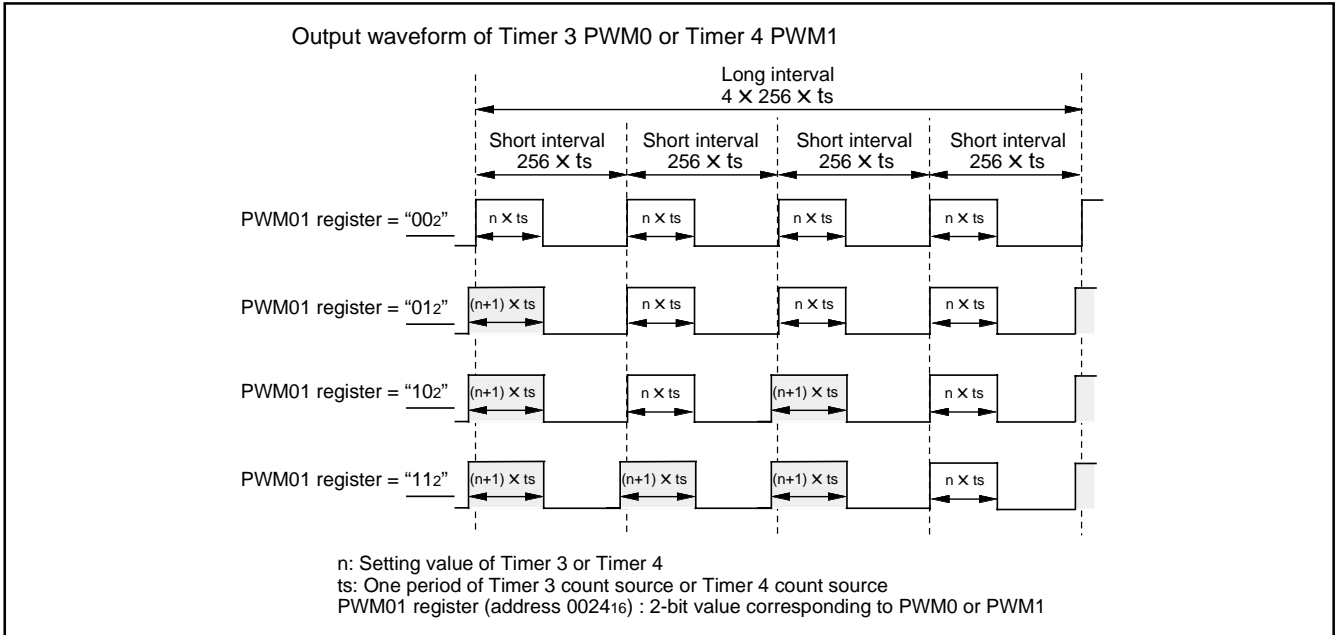 Output waveform of Timer 3 PWM0 or Timer 4 PWM1
Long interval
4 × 256 × ts
Short interval Short interval Short interval Short interval
256 × ts 256 × ts 256 × ts 256 × ts
PWM01 register = “002” n × ts n × ts n × ts n × ts
PWM01 register = “012” (n+1) × ts n × ts n × ts n × ts
PWM01 register = “102” (n+1) × ts n × ts (n+1) × ts n × ts
PWM01 register = “112” (n+1) × ts (n+1) × ts (n+1) × ts n × ts
n: Setting value of Timer 3 or Timer 4
ts: One period of Timer 3 count source or Timer 4 count source
PWM01 register (address 002416) : 2-bit value corresponding to PWM0 or PWM1